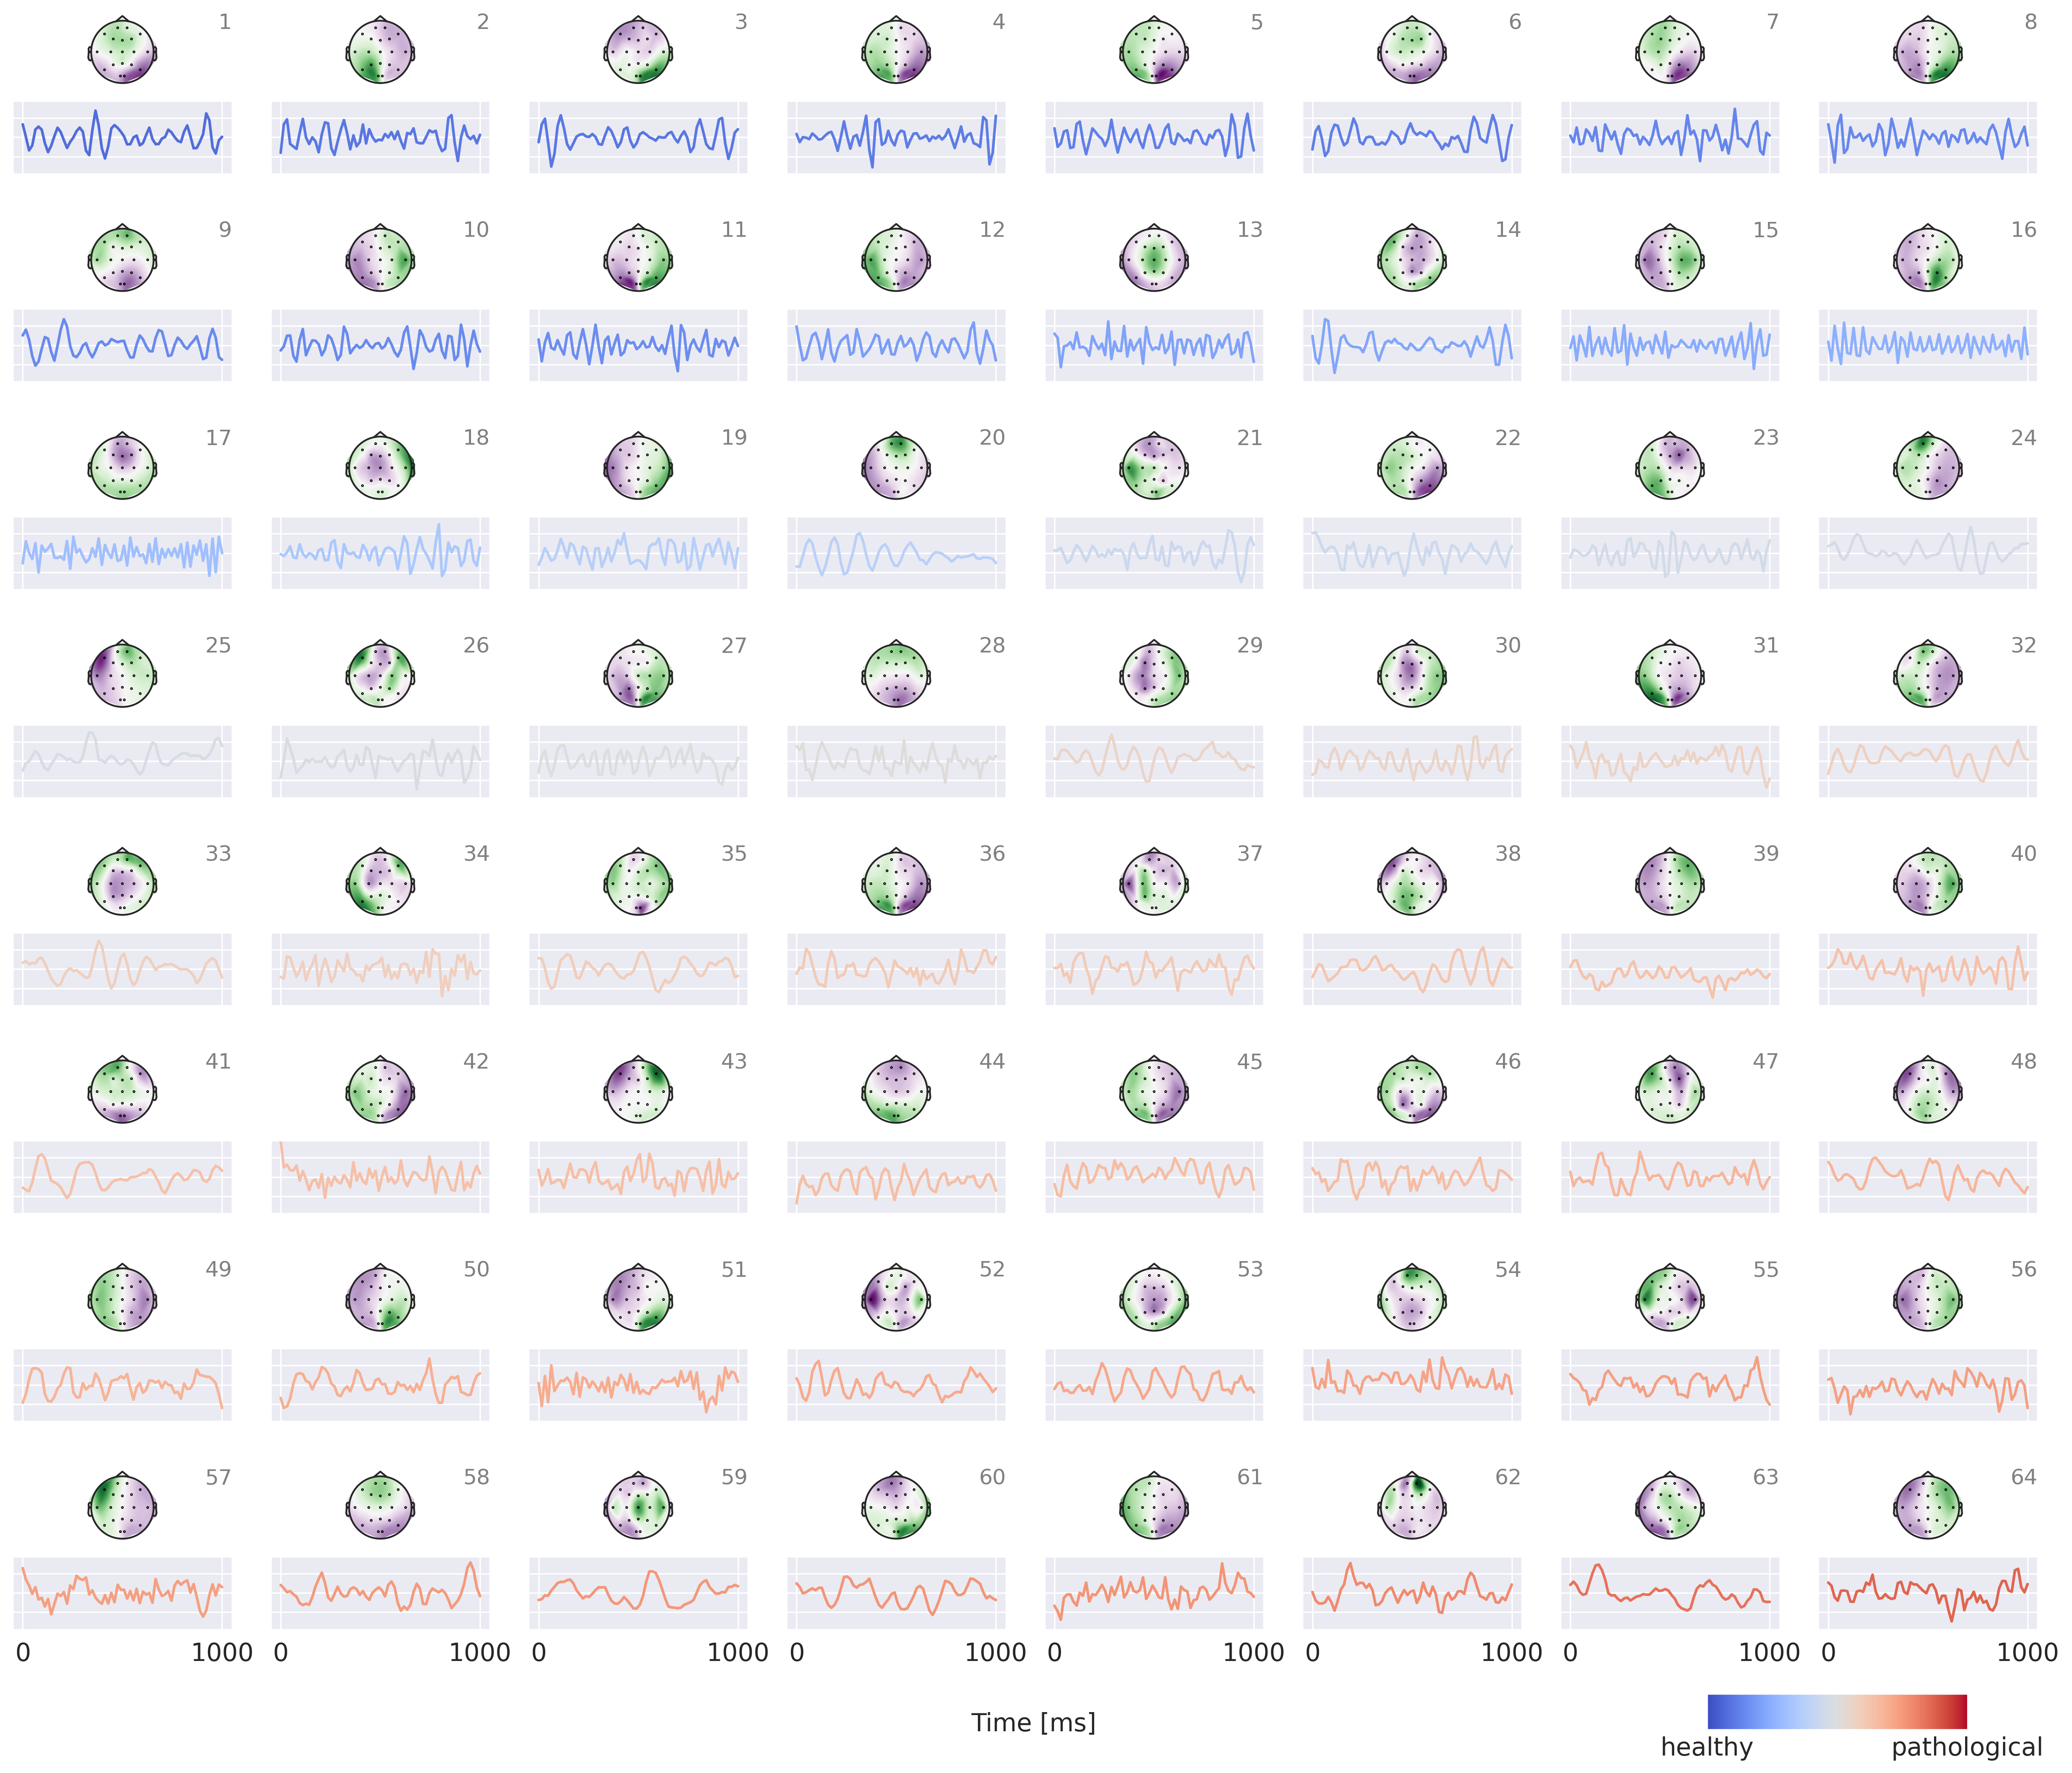 1 2 3 4 5 6 7 8
9 10 11 12 13 14 15 16
17 18 19 20 21 22 23 24
25 26 27 28 29 30 31 32
33 34 35 36 37 38 39 40
41 42 43 44 45 46 47 48
49 50 51 52 53 54 55 56
57 58 59 60 61 62 63 64
0 1000 0 1000 0 1000 0 1000 0 1000 0 1000 0 1000 0 1000
Time [ms]
healthy pathological